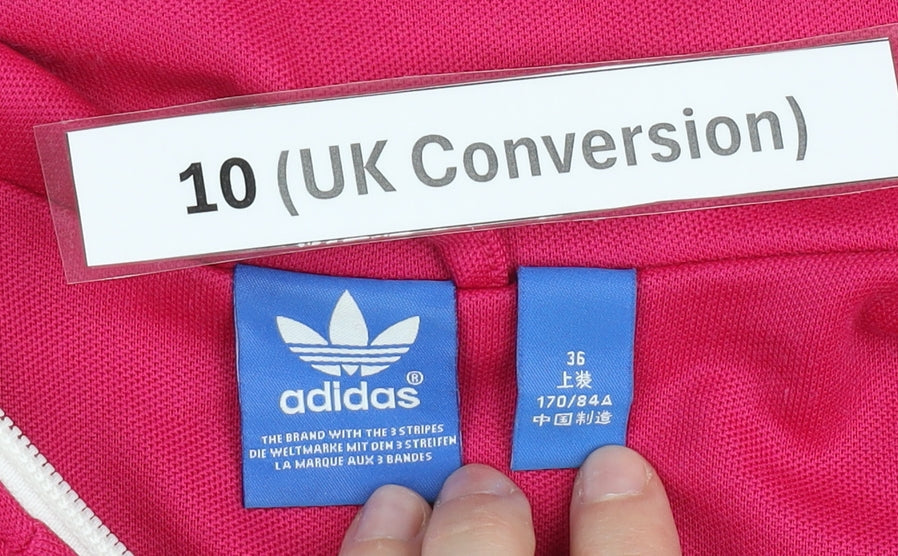 10 (UK Conversion)
adidas®
THE BRAND WITH THE 3 STRIPES
DIE WELTMARKE MIT DEN 3 STREIFEN
LA MARQUE AUX 3 BANDES
36
上装
170/84A
中国制造